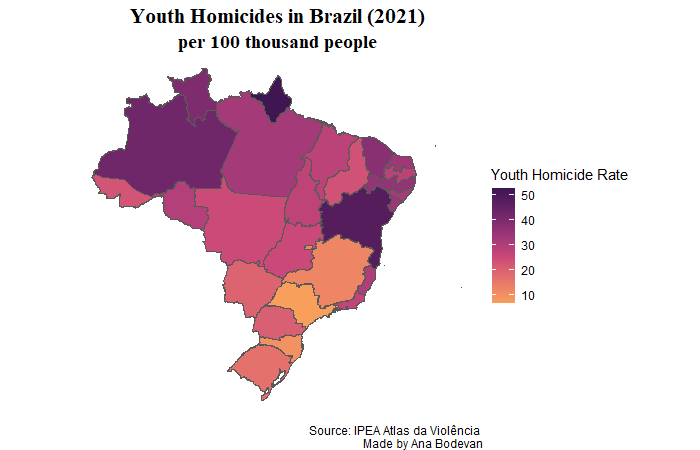 Youth Homicides in Brazil (2021)
per 100 thousand people
Youth Homicide Rate
50
40
30
20
10
Source: IPEA Atlas da Violência
Made by Ana Bodevan